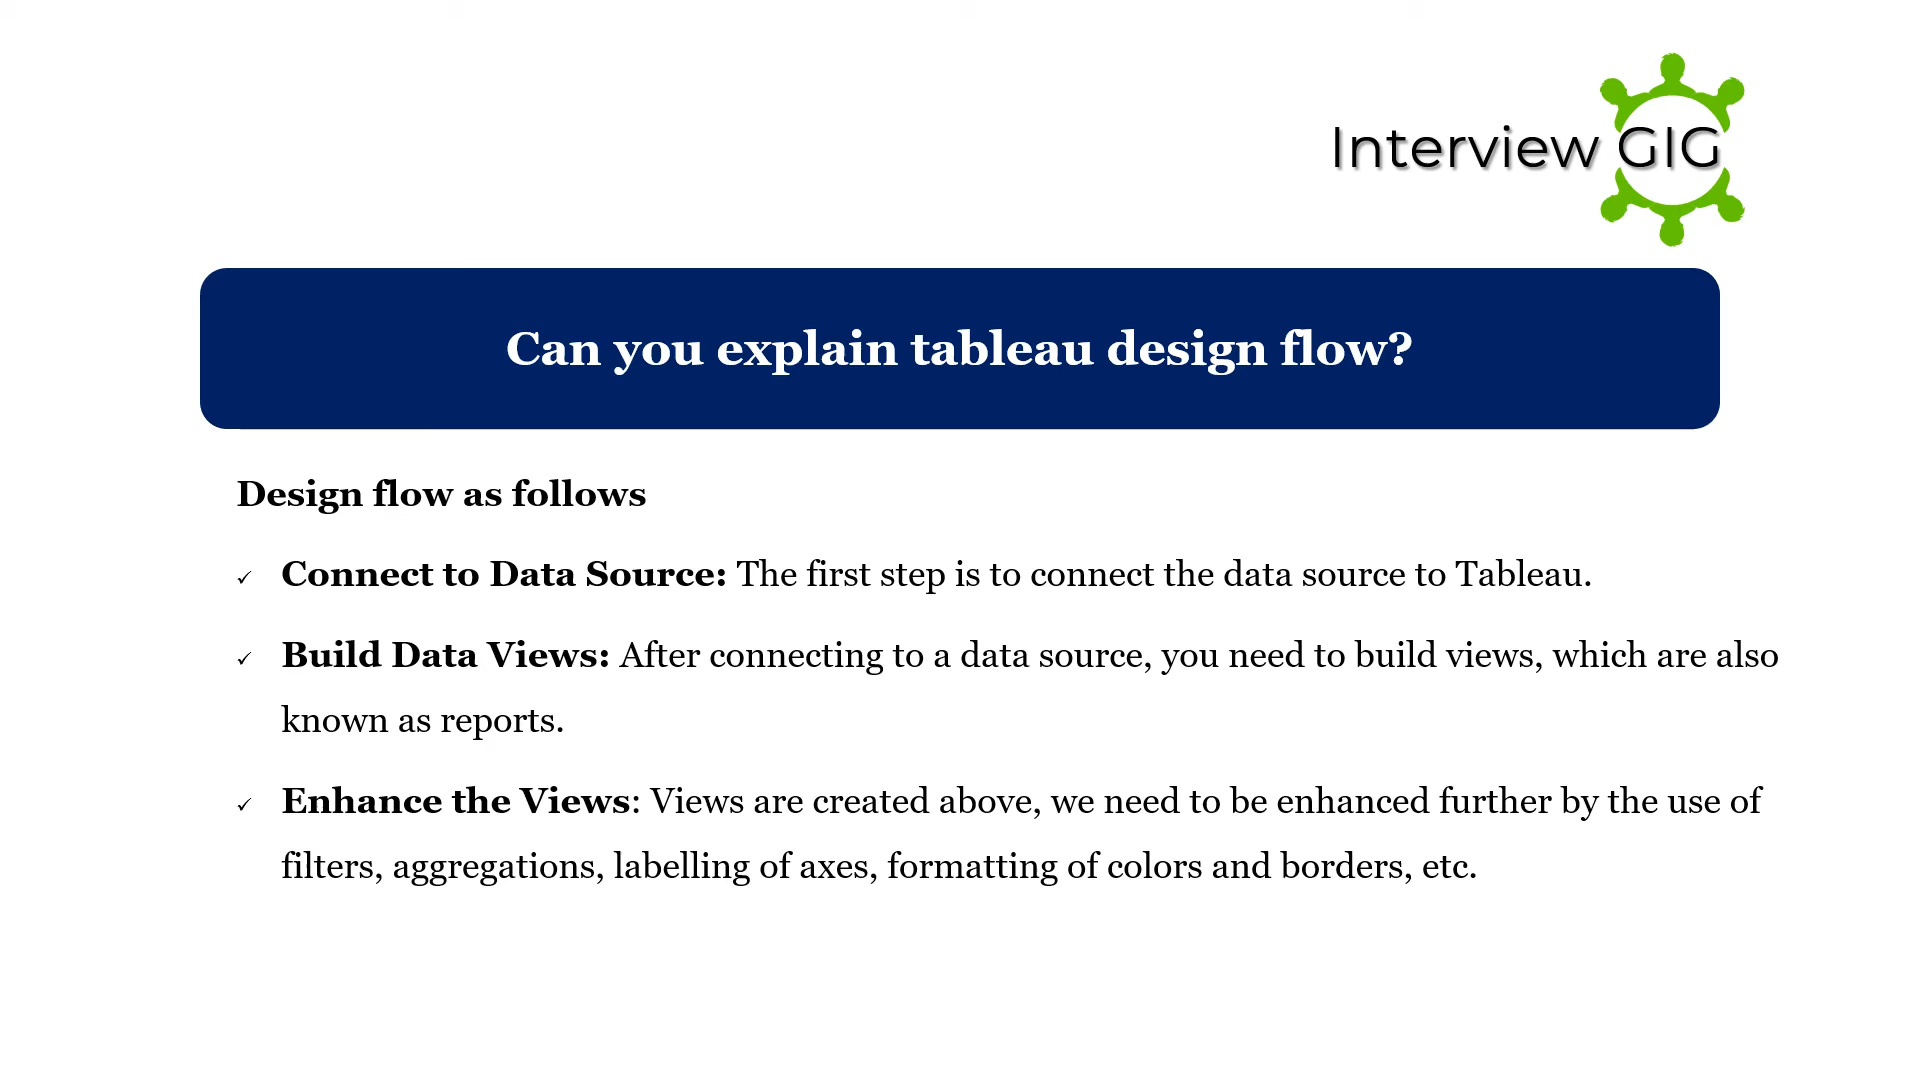 Interview GIG
Can you explain tableau design flow?
Design flow as follows
✓ Connect to Data Source: The first step is to connect the data source to Tableau.
✓ Build Data Views: After connecting to a data source, you need to build views, which are also
known as reports.
✓ Enhance the Views: Views are created above, we need to be enhanced further by the use of
filters, aggregations, labelling of axes, formatting of colors and borders, etc.